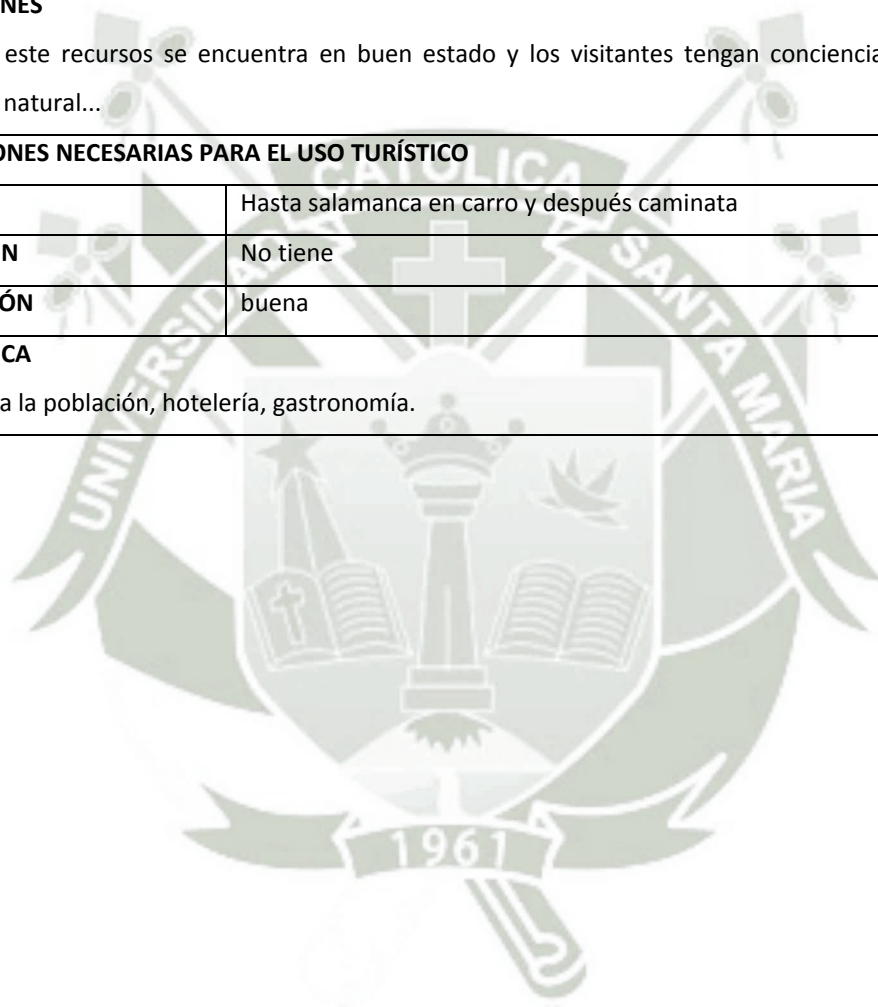 NES
este recursos se encuentra en buen estado y los visitantes tengan conciencia
natural...
ONES NECESARIAS PARA EL USO TURÍSTICO
Hasta salamanca en carro y después caminata
N No tiene
ÓN buena
CA
a la población, hotelería, gastronomía.
UNIVERSIDAD CATOLICA SANTA MARIA
1961